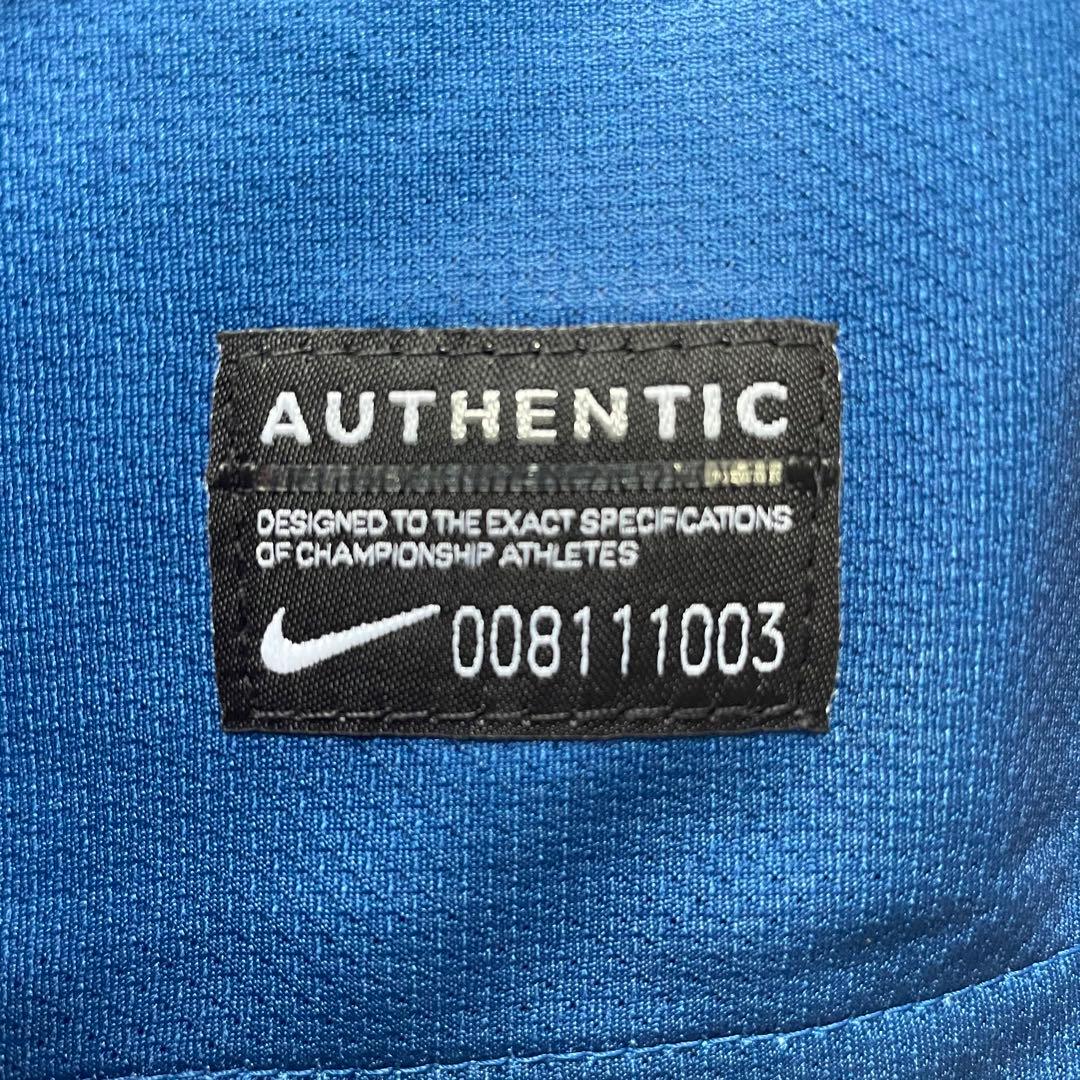 AUTHENTIC
DESIGNED TO THE EXACT SPECIFICATIONS
OF CHAMPIONSHIP ATHLETES
008111003